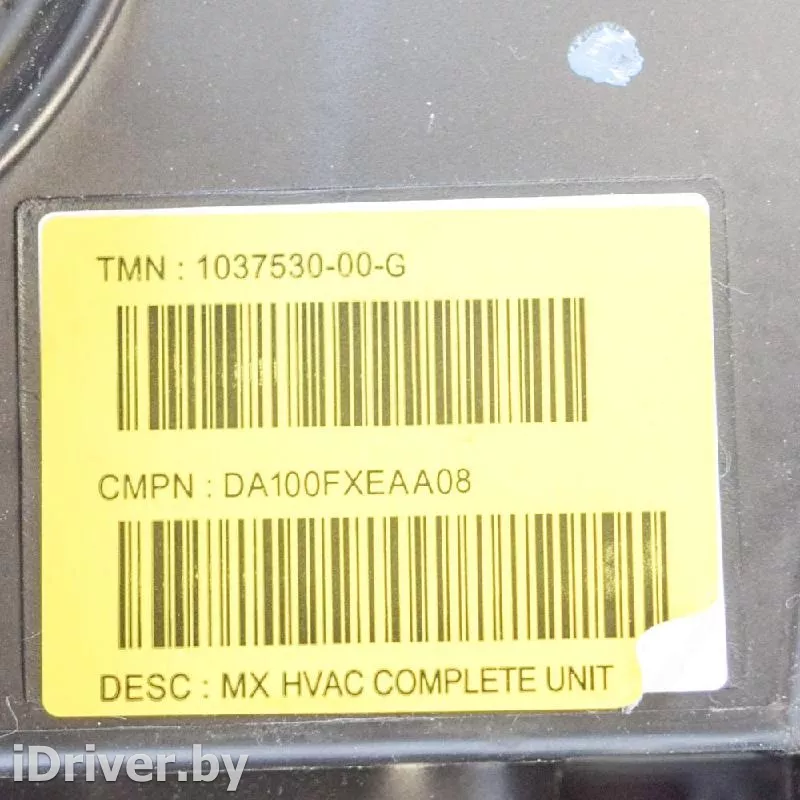 TMN : 1037530-00-G
CMPN : DA100FXEAA08
DESC : MX HVAC COMPLETE UNIT
iDriver.by